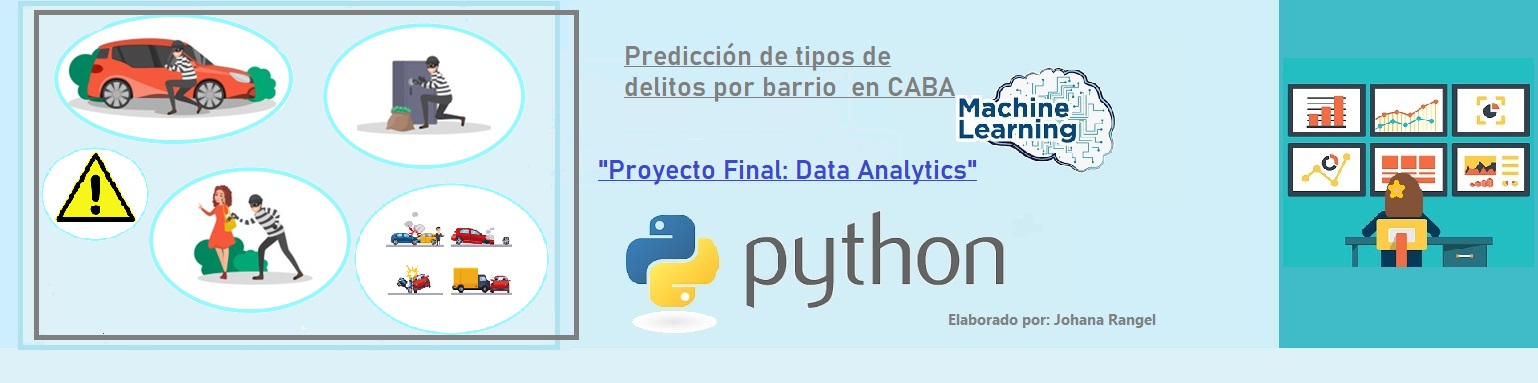 Predicción de tipos de
delitos por barrio en CABA
Machine
Learning
"Proyecto Final: Data Analytics"
python
Elaborado por: Johana Rangel